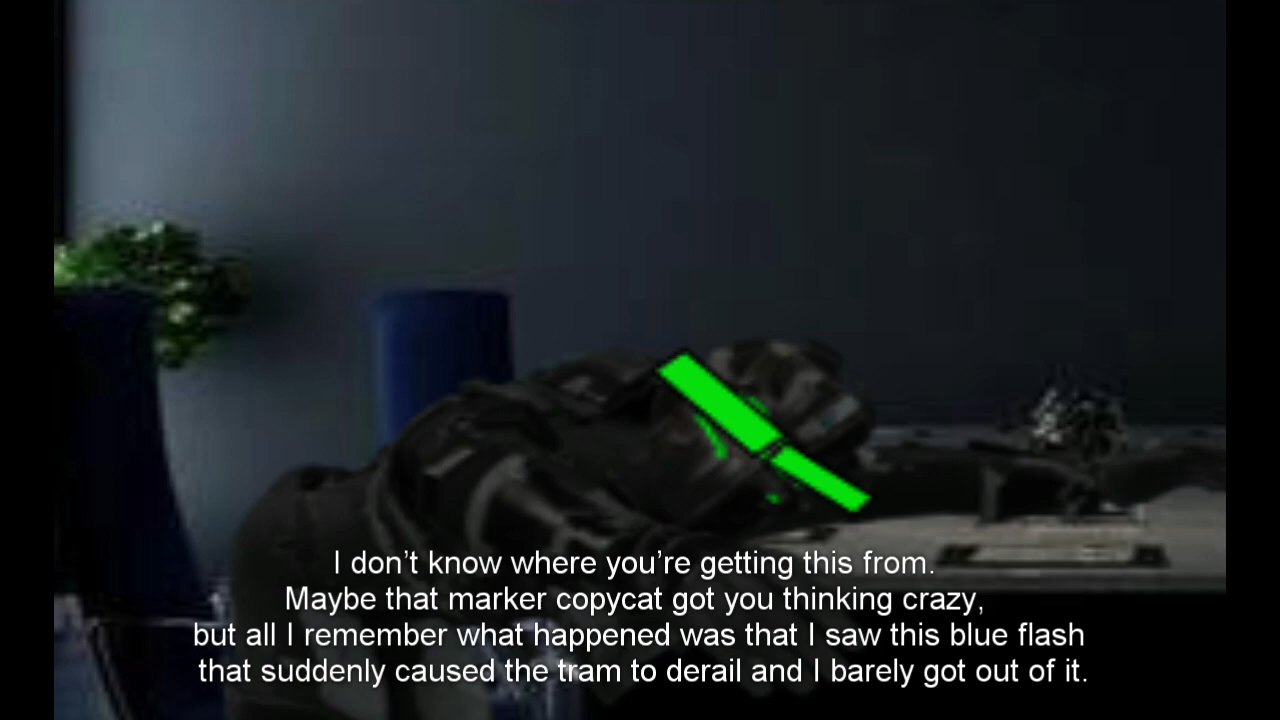 I don’t know where you’re getting this from.
Maybe that marker copycat got you thinking crazy,
but all I remember what happened was that I saw this blue flash
that suddenly caused the tram to derail and I barely got out of it.